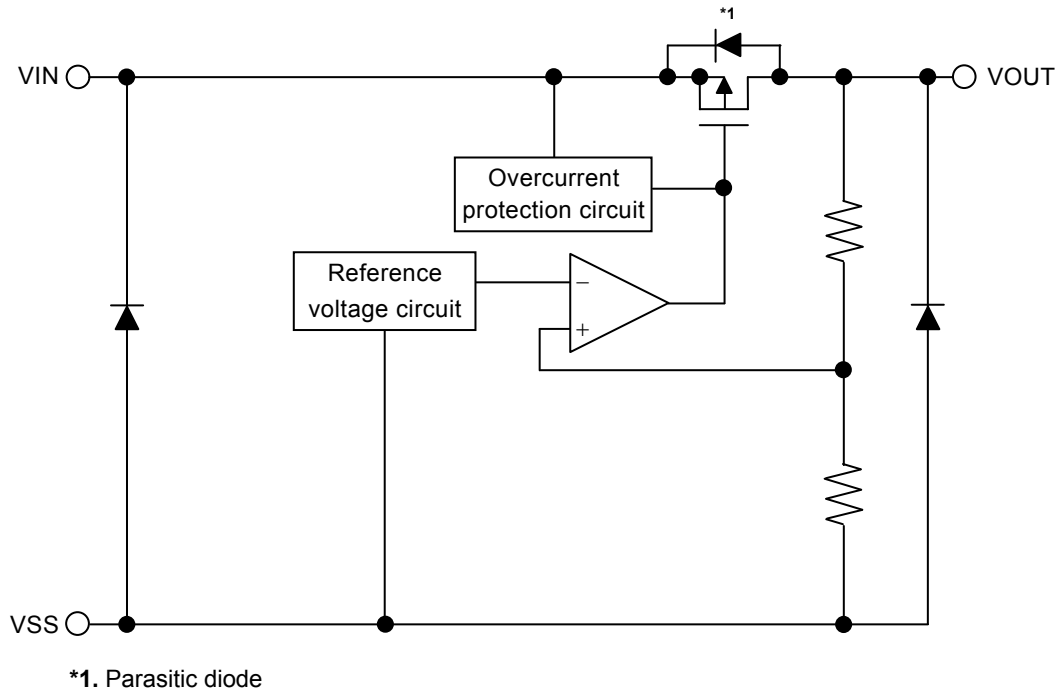 *1
VIN
VOUT
Overcurrent
protection circuit
Reference
voltage circuit
−
+
VSS
*1. Parasitic diode